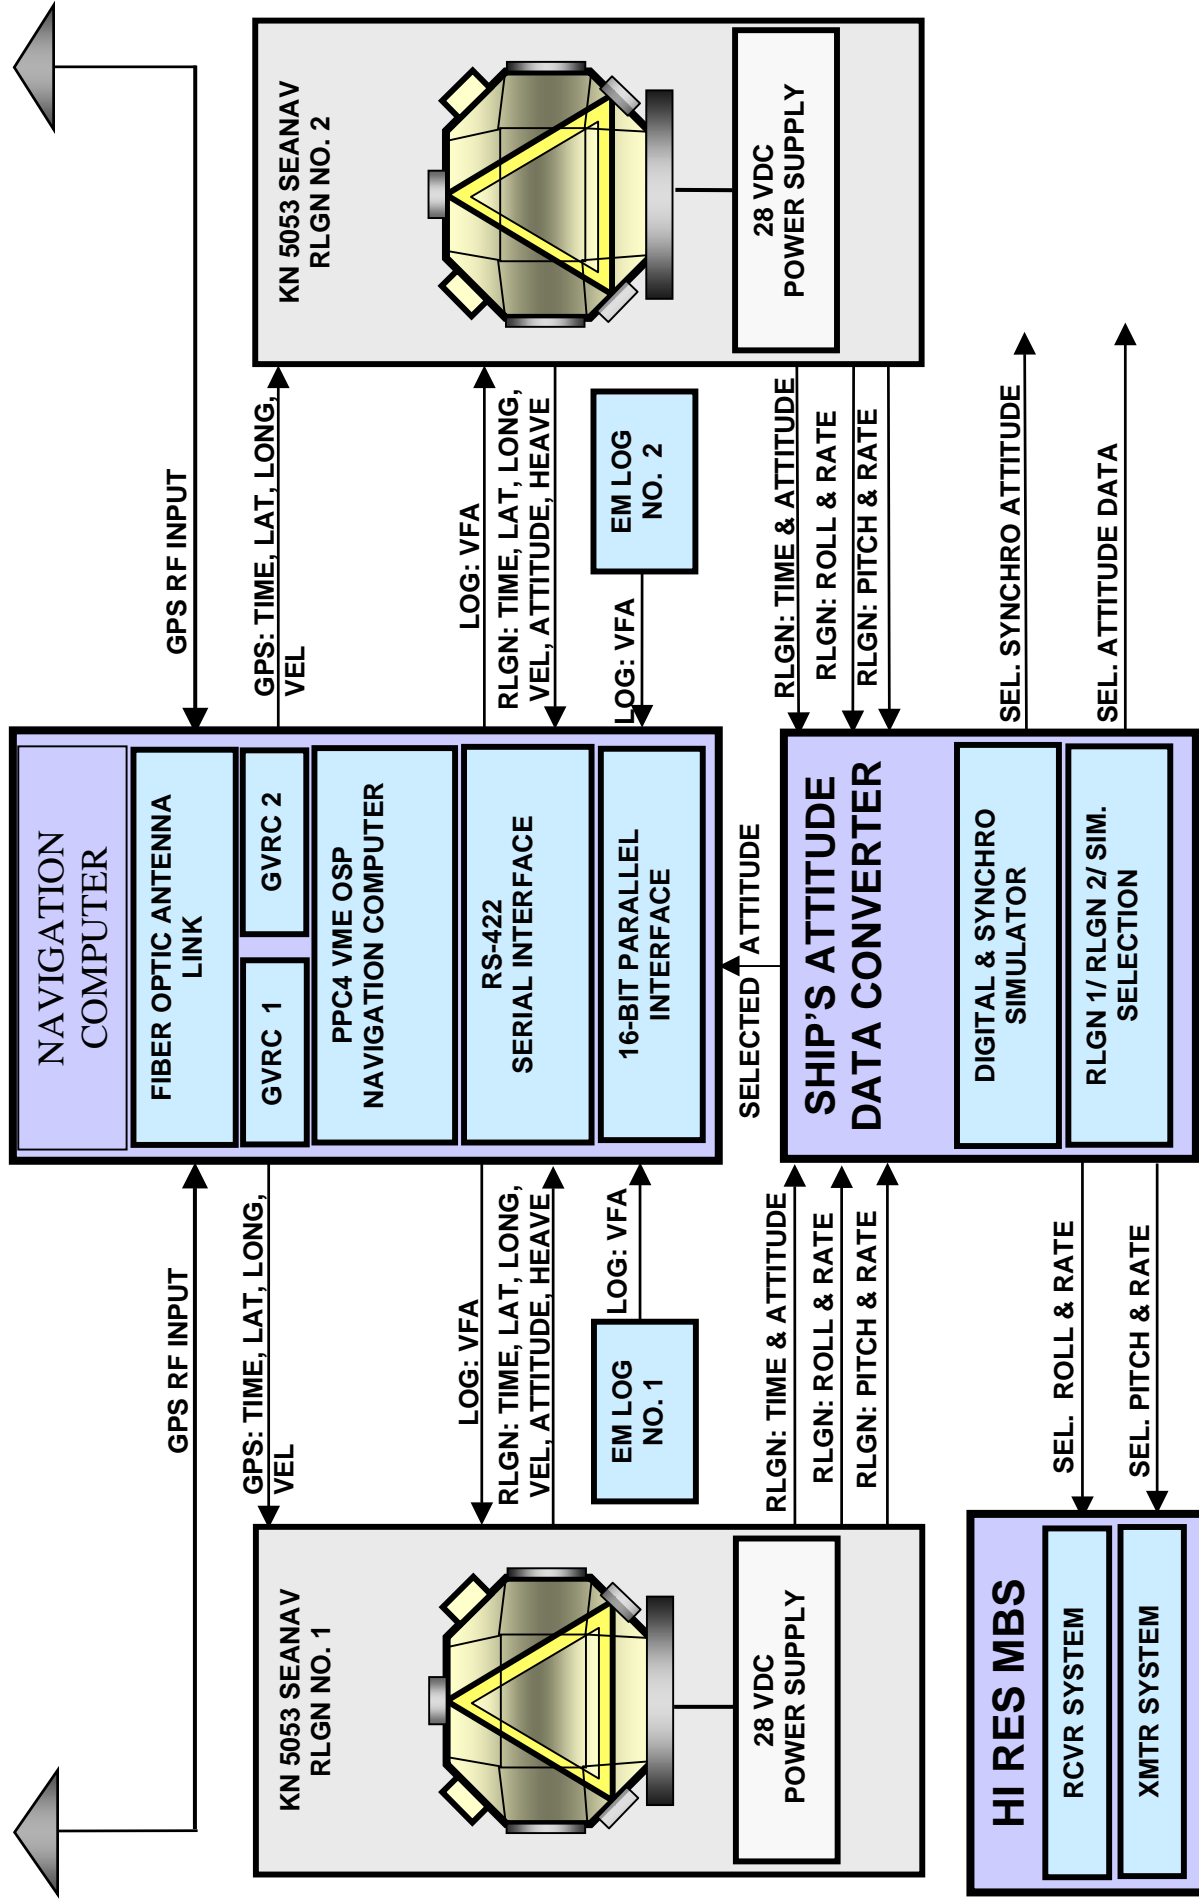 GPS RF INPUT
GPS RF INPUT
NAVIGATION
COMPUTER
FIBER OPTIC ANTENNA
LINK
GVRC 1
GVRC 2
PPC4 VME OSP
NAVIGATION COMPUTER
RS-422
SERIAL INTERFACE
16-BIT PARALLEL
INTERFACE
KN 5053 SEANAV
RLGN NO. 1
28 VDC
POWER SUPPLY
GPS: TIME, LAT, LONG,
VEL
LOG: VFA
RLGN: TIME, LAT, LONG,
VEL, ATTITUDE, HEAVE
EM LOG
NO. 1
LOG: VFA
KN 5053 SEANAV
RLGN NO. 2
28 VDC
POWER SUPPLY
GPS: TIME, LAT, LONG,
VEL
LOG: VFA
RLGN: TIME, LAT, LONG,
VEL, ATTITUDE, HEAVE
EM LOG
NO. 2
LOG: VFA
SELECTED ATTITUDE
RLGN: TIME & ATTITUDE
RLGN: ROLL & RATE
RLGN: PITCH & RATE
SHIP'S ATTITUDE
DATA CONVERTER
DIGITAL & SYNCHRO
SIMULATOR
RLGN 1/ RLGN 2/ SIM.
SELECTION
RLGN: TIME & ATTITUDE
RLGN: ROLL & RATE
RLGN: PITCH & RATE
SEL. SYNCHRO ATTITUDE
SEL. ATTITUDE DATA
HI RES MBS
RCVR SYSTEM
XMTR SYSTEM
SEL. ROLL & RATE
SEL. PITCH & RATE